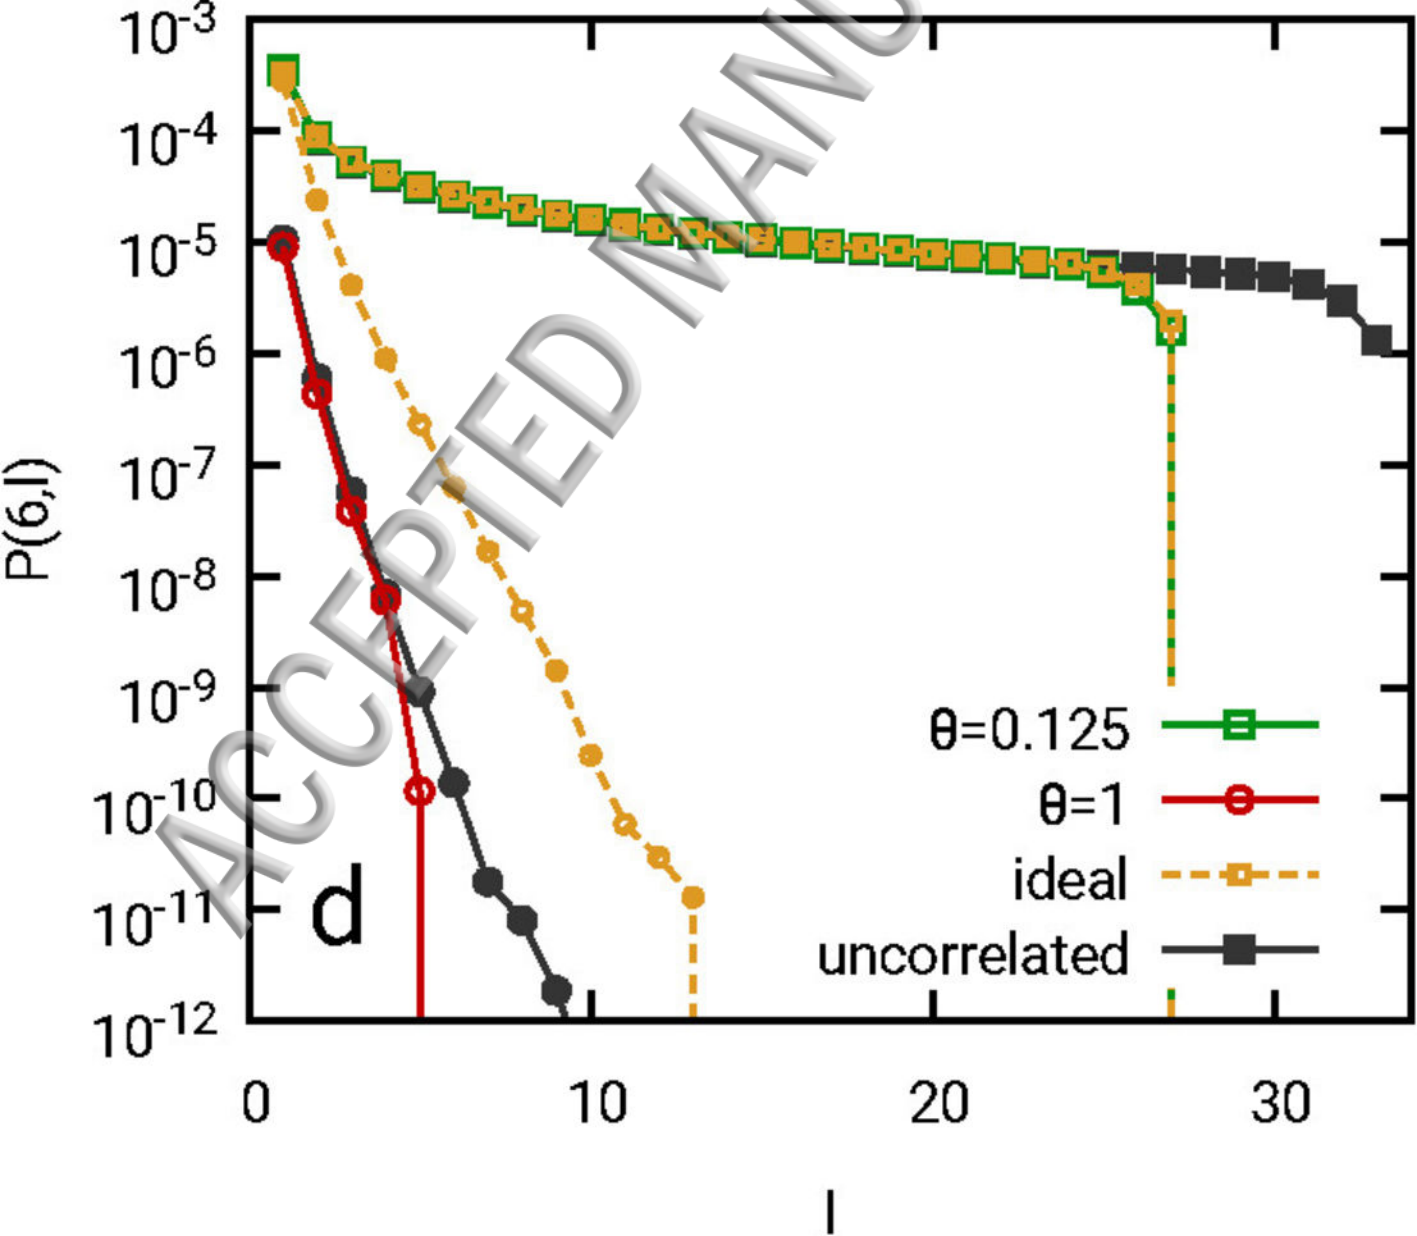 10-3
10-4
10-5
10-6
10-7
10-8
10-9
10-10
10-11
10-12
P(6,l)
ACCEPTED MANU
θ=0.125
θ=1
ideal
uncorrelated
d
0 10 20 30
l